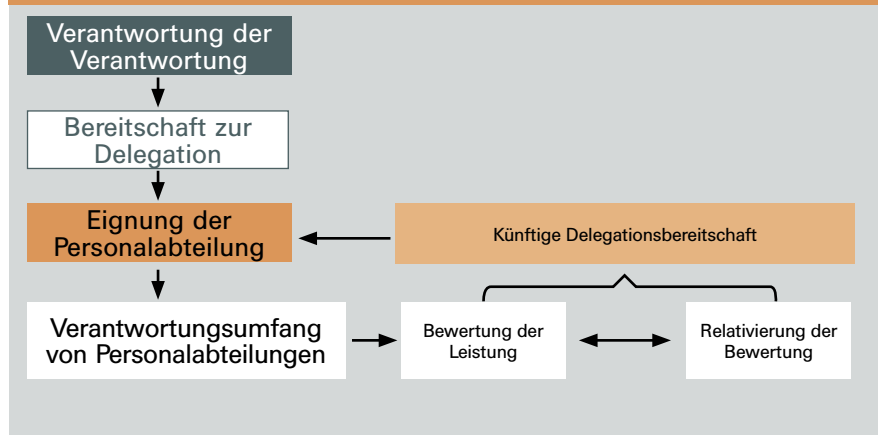 Verantwortung der
Verantwortung
Bereitschaft zur
Delegation
Eignung der
Personalabteilung
Künftige Delegationsbereitschaft
Verantwortungsumfang
von Personalabteilungen
Bewertung der
Leistung
Relativierung der
Bewertung